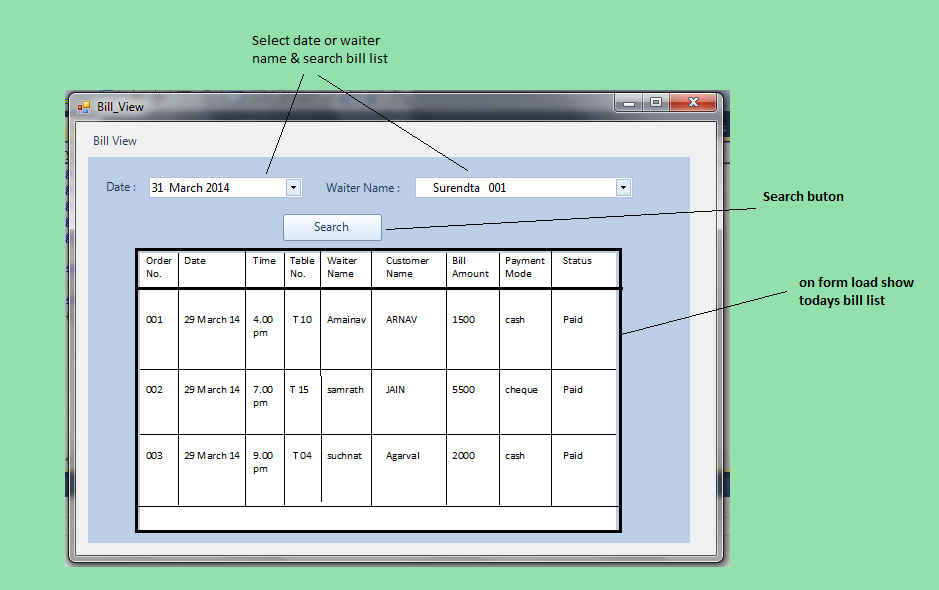 Select date or waiter
name & search bill list
Bill_View
Bill View
Date :
31 March 2014
Waiter Name :
Surendta 001
Search
Search buton
on form load show
todays bill list
Order No. Date Time Table No. Waiter Name Customer Name Bill Amount Payment Mode Status
001 29 March 14 4.00 pm T 10 Amainav ARNAV 1500 cash Paid
002 29 March 14 7.00 pm T 15 samrath JAIN 5500 cheque Paid
003 29 March 14 9.00 pm T 04 suchnat Agarval 2000 cash Paid